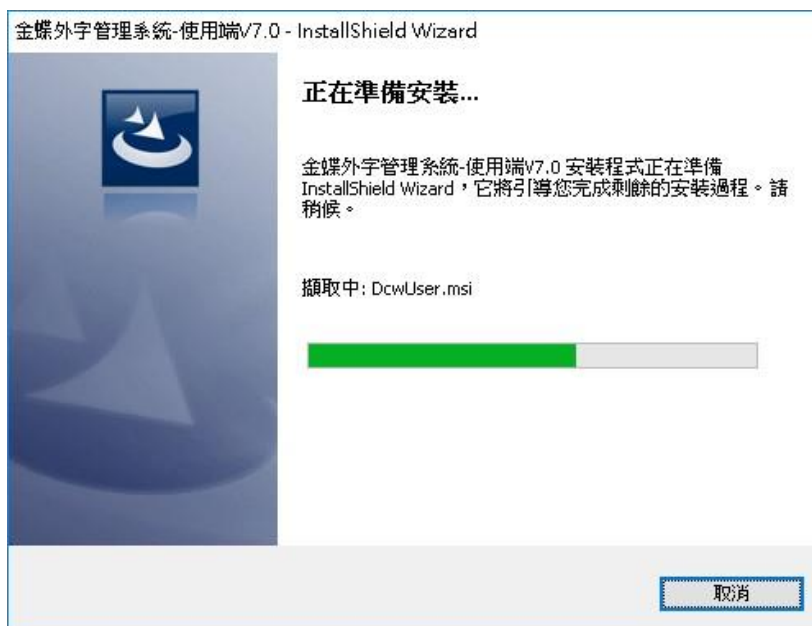 金蝶外字管理系統-使用端V7.0 - InstallShield Wizard
正在準備安裝...
金蝶外字管理系統-使用端V7.0 安裝程式正在準備
InstallShield Wizard，它將引導您完成剩餘的安裝過程。請
稍候。
擷取中: DcwUser.msi
取消